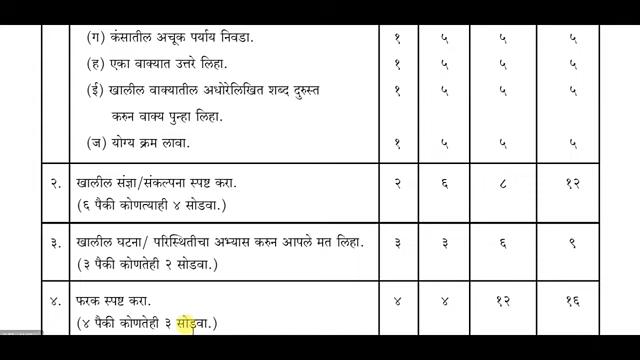 (ग) कंसातील अचूक पर्याय निवडा. १ ५ ५ ५
(ह) एका वाक्यात उत्तरे लिहा. १ ५ ५ ५
(ई) खालील वाक्यातील अधोरेलिखित शब्द दुरुस्त १ ५ ५ ५
करुन वाक्य पुन्हा लिहा.
(ज) योग्य क्रम लावा. १ ५ ५ ५
२. खालील संज्ञा/संकल्पना स्पष्ट करा. २ ६ ८ १२
(६ पैकी कोणत्याही ४ सोडवा.)
३. खालील घटना/ परिस्थितीचा अभ्यास करुन आपले मत लिहा. ३ ३ ६ ९
(३ पैकी कोणतेही २ सोडवा.)
४. फरक स्पष्ट करा. ४ ४ १२ १६
(४ पैकी कोणतेही ३ सोडवा.)